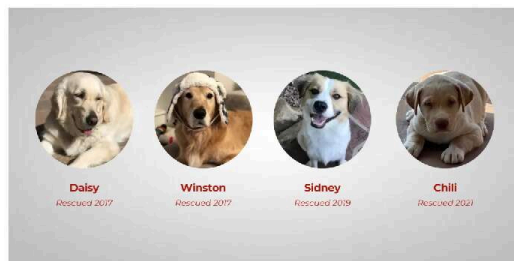 Daisy
Rescued 2017
Winston
Rescued 2017
Sidney
Rescued 2019
Chili
Rescued 2021